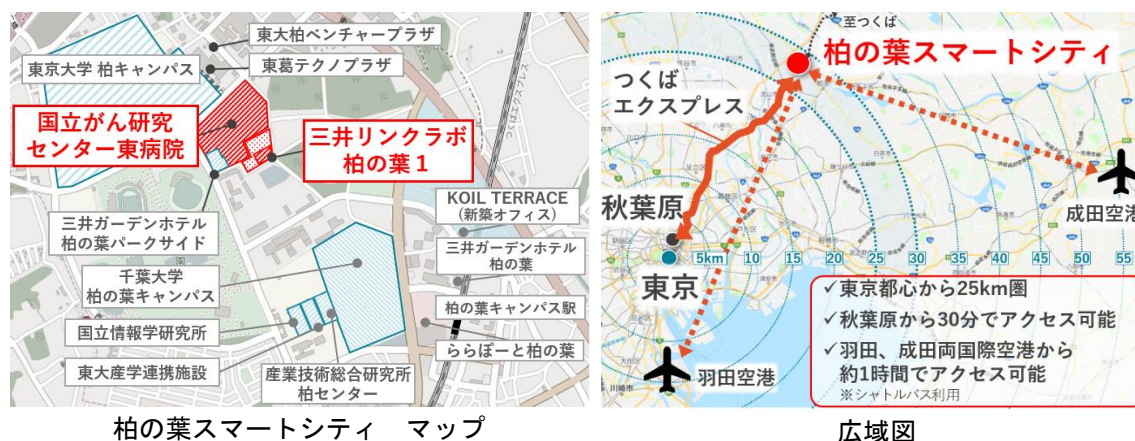 東大柏ベンチャープラザ
東京大学 柏キャンパス
東葛テクノプラザ
国立がん研究
センター東病院
三井リンクラボ
柏の葉１
つくばエクスプレス
KOIL TERRACE
(新築オフィス)
三井ガーデンホテル
柏の葉パークサイド
三井ガーデンホテル
柏の葉
千葉大学
柏の葉キャンパス
柏の葉キャンパス駅
国立情報学研究所
ららぽーと柏の葉
東大産学連携施設
産業技術総合研究所
柏センター
柏の葉スマートシティ　マップ
至つくば
柏の葉スマートシティ
つくば
エクスプレス
秋葉原
成田空港
5km 10 15 20 25 30 35 40 45 50 55
東京
羽田空港
川崎市
✓東京都心から25km圏
✓秋葉原から30分でアクセス可能
✓羽田、成田両国際空港から
約1時間でアクセス可能
※シャトルバス利用
広域図